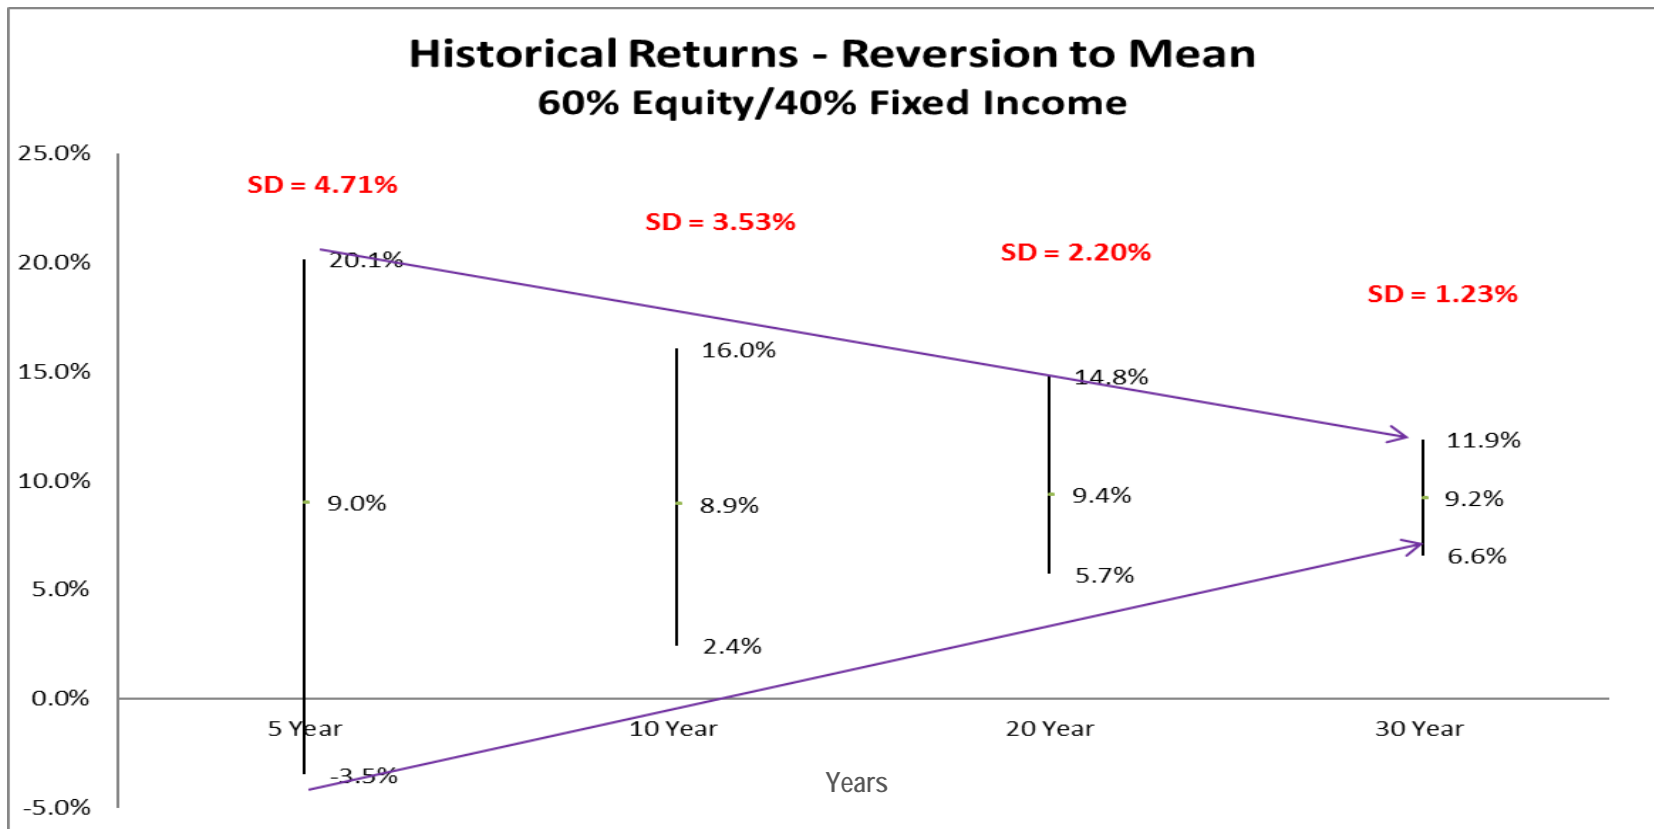 Historical Returns - Reversion to Mean
60% Equity/40% Fixed Income
25.0%
20.0%
15.0%
10.0%
5.0%
0.0%
-5.0%
SD = 4.71%
SD = 3.53%
SD = 2.20%
SD = 1.23%
20.1%
9.0%
-3.5%
16.0%
8.9%
2.4%
14.8%
9.4%
5.7%
11.9%
9.2%
6.6%
5 Year
10 Year
20 Year
30 Year
Years